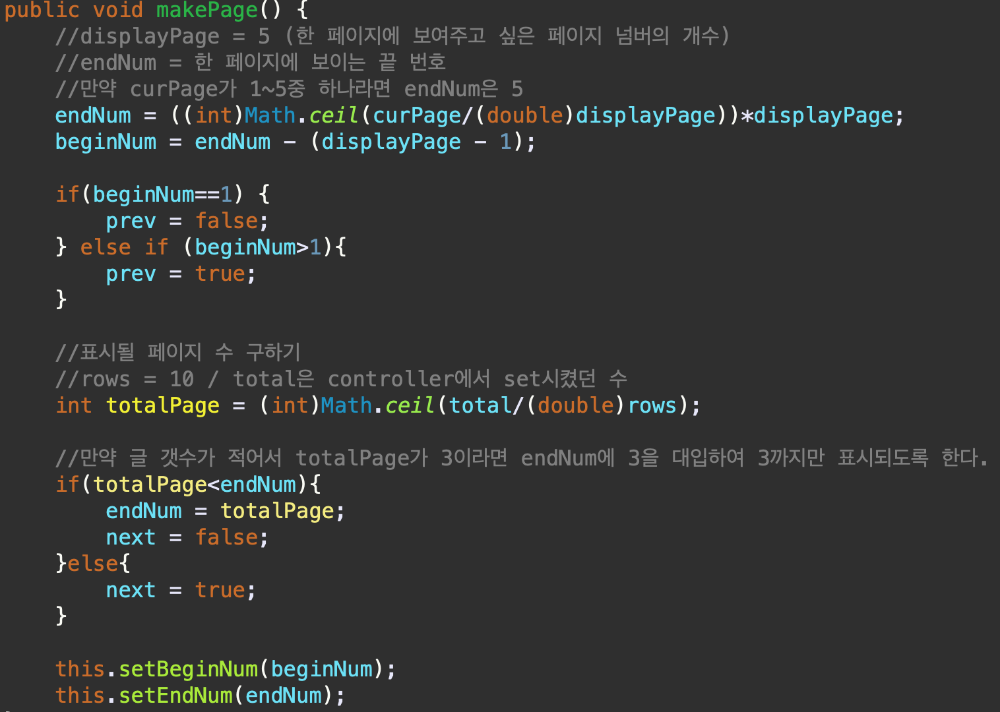 public void makePage() {
    //displayPage = 5 (한 페이지에 보여주고 싶은 페이지 넘버의 개수)
    //endNum = 한 페이지에 보이는 끝 번호
    //만약 curPage가 1~5중 하나라면 endNum은 5
    endNum = ((int)Math.ceil(curPage/(double)displayPage))*displayPage;
    beginNum = endNum - (displayPage - 1);

    if(beginNum==1) {
        prev = false;
    } else if (beginNum>1){
        prev = true;
    }

    //표시될 페이지 수 구하기
    //rows = 10 / total은 controller에서 set시켰던 수
    int totalPage = (int)Math.ceil(total/(double)rows);

    //만약 글 갯수가 적어서 totalPage가 3이라면 endNum에 3을 대입하여 3까지만 표시되도록 한다.
    if(totalPage<endNum){
        endNum = totalPage;
        next = false;
    }else{
        next = true;
    }

    this.setBeginNum(beginNum);
    this.setEndNum(endNum);